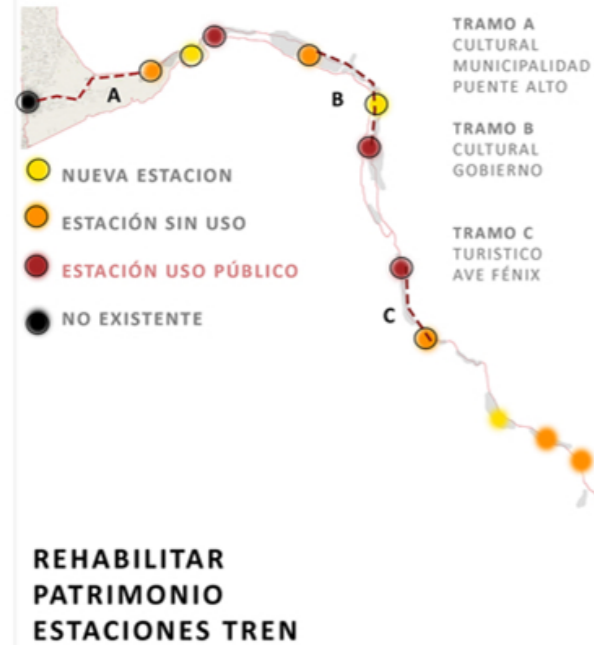 TRAMO A
CULTURAL
MUNICIPALIDAD
PUENTE ALTO
A
B
TRAMO B
CULTURAL
GOBIERNO
NUEVA ESTACION
ESTACIÓN SIN USO
ESTACIÓN USO PÚBLICO
NO EXISTENTE
TRAMO C
TURISTICO
AVE FÉNIX
C
REHABILITAR
PATRIMONIO
ESTACIONES TREN